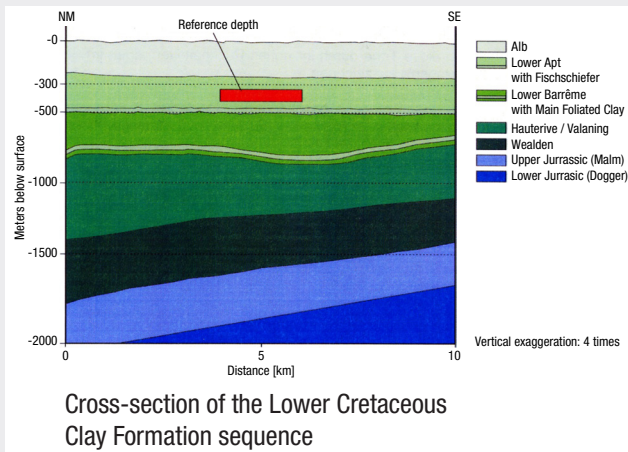 NM
Reference depth
SE
-0
-300
-500
-1000
-1500
-2000
Meters below surface
0
5
10
Distance [km]
Alb
Lower Apt
with Fischschiefer
Lower Barrême
with Main Foliated Clay
Hauterive / Valaning
Wealden
Upper Jurrassic (Malm)
Lower Jurrasic (Dogger)
Vertical exaggeration: 4 times
Cross-section of the Lower Cretaceous
Clay Formation sequence